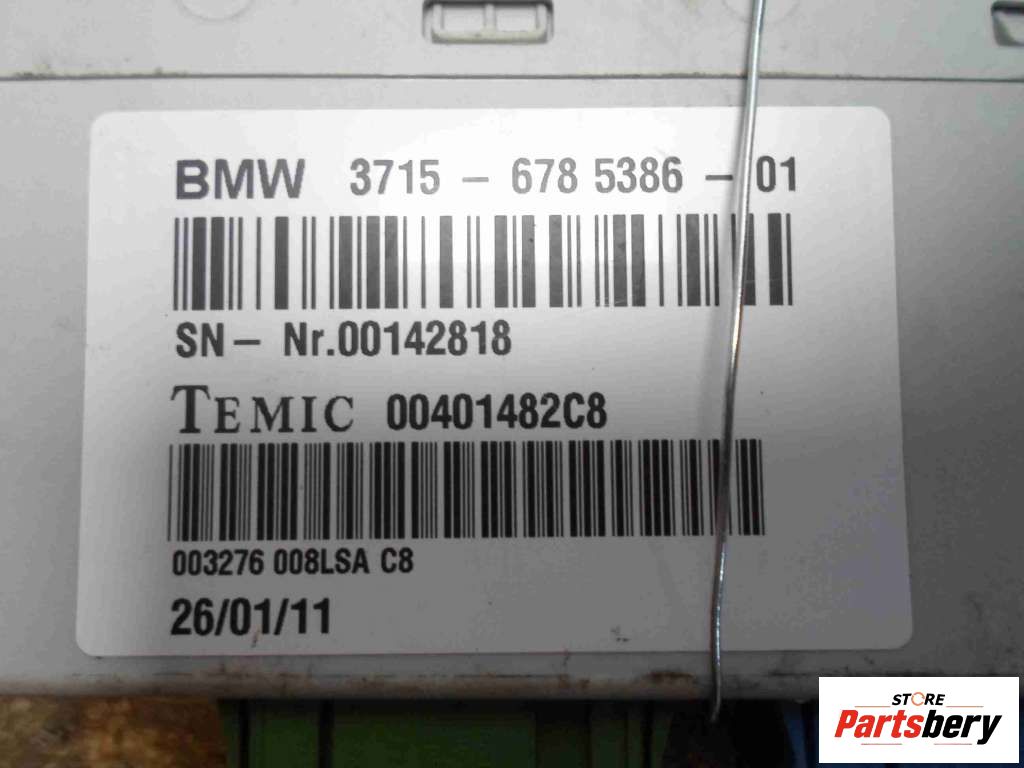 BMW 3715 - 678 5386 - 01
SN - Nr.00142818
TEMIC 00401482C8
003276 008LSA C8
26/01/11
STORE
Partsbery